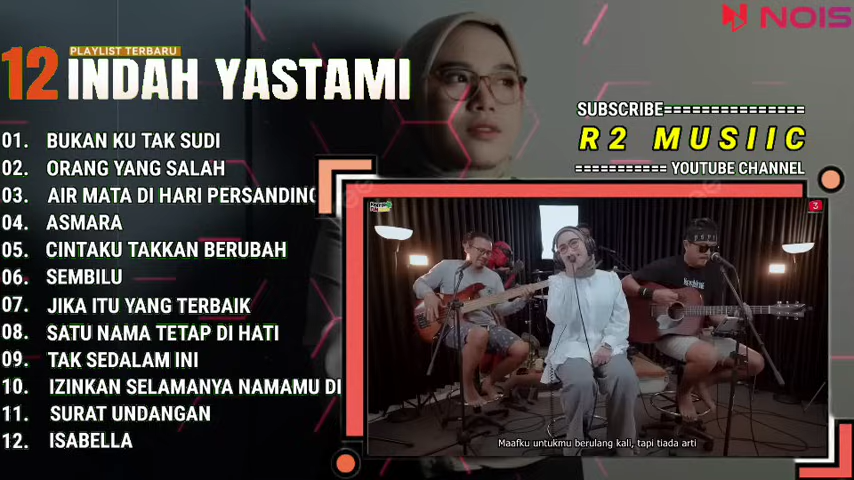 NOIS
PLAYLIST TERBARU
12 INDAH YASTAMI
SUBSCRIBE===============
R2 MUSIIC
=========== YOUTUBE CHANNEL
01. BUKAN KU TAK SUDI
02. ORANG YANG SALAH
03. AIR MATA DI HARI PERSANDING
04. ASMARA
05. CINTAKU TAKKAN BERUBAH
06. SEMBILU
07. JIKA ITU YANG TERBAIK
08. SATU NAMA TETAP DI HATI
09. TAK SEDALAM INI
10. IZINKAN SELAMANYA NAMAMU DI
11. SURAT UNDANGAN
12. ISABELLA
3
Maafku untukmu berulang kali, tapi tiada arti